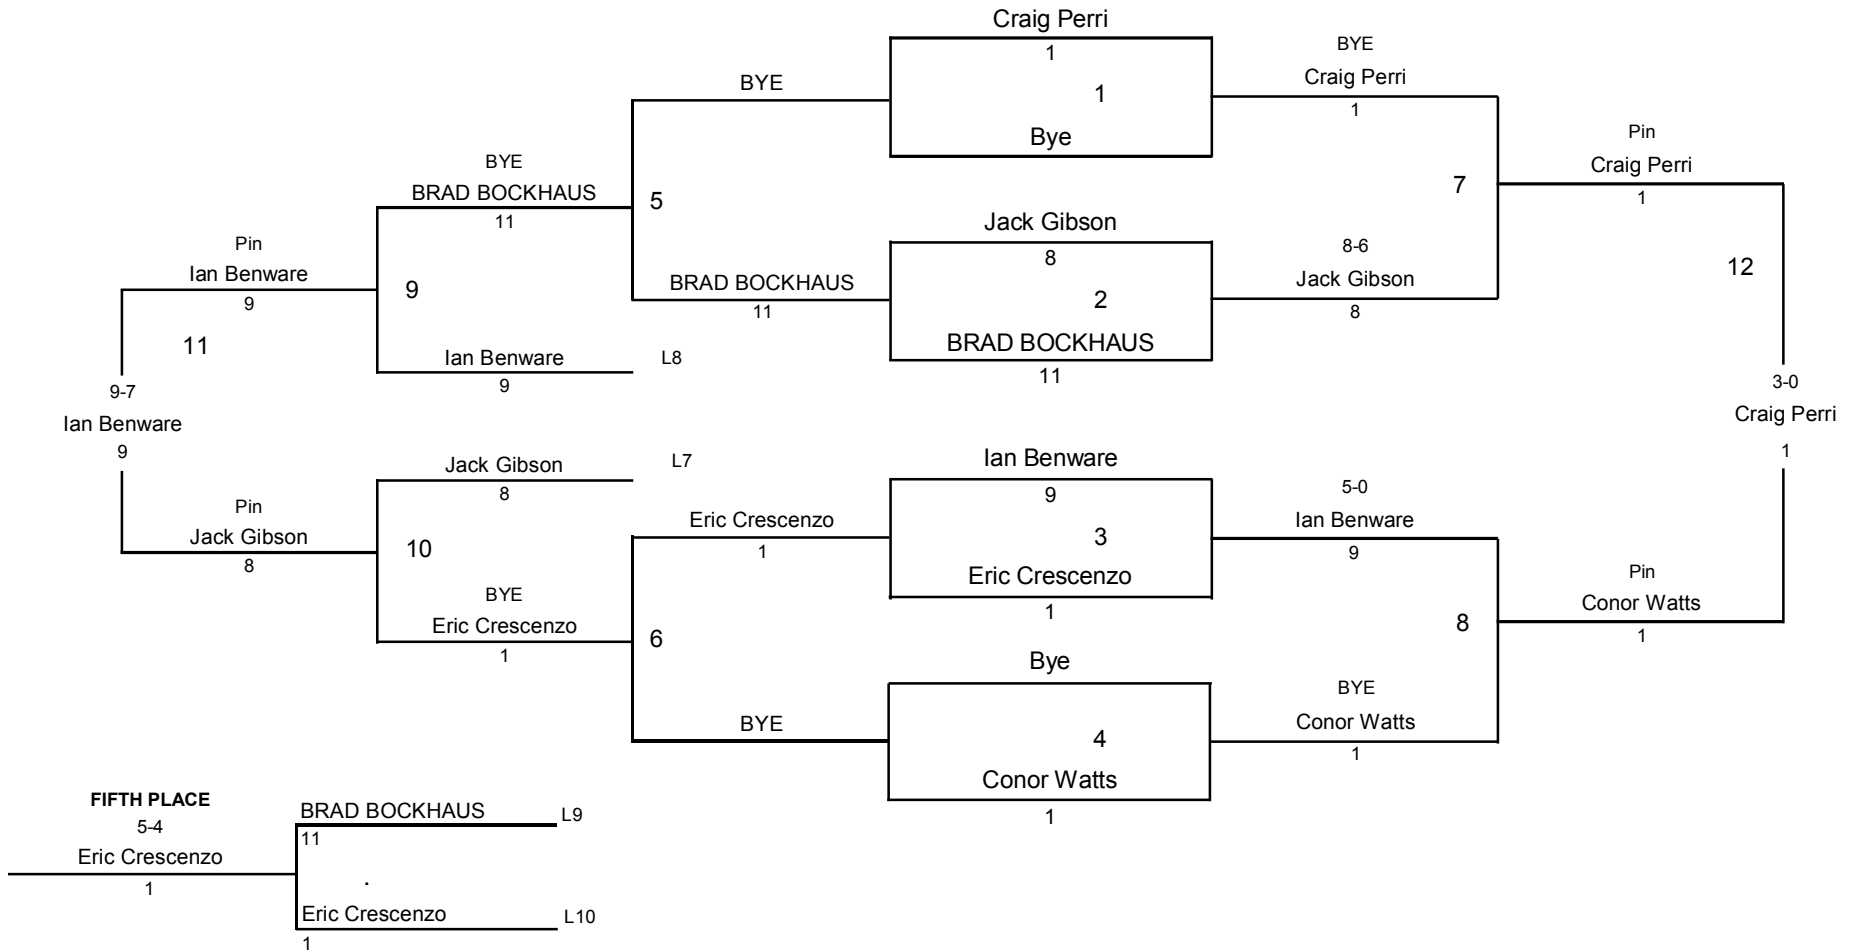 Craig Perri
1
BYE
BYE
Craig Perri
1
1
Bye
Pin
Craig Perri
1
BYE
BRAD BOCKHAUS
11
5
7
Jack Gibson
8
8-6
Jack Gibson
8
12
Pin
Ian Benware
9
9
BRAD BOCKHAUS
11
2
BRAD BOCKHAUS
11
11
Ian Benware
9
L8
9-7
Ian Benware
9
3-0
Craig Perri
1
Jack Gibson
8
L7
Ian Benware
9
5-0
Ian Benware
9
Pin
Jack Gibson
8
10
Eric Crescenzo
1
3
Eric Crescenzo
1
BYE
Eric Crescenzo
1
6
8
Pin
Conor Watts
1
Bye
BYE
Conor Watts
1
BYE
4
Conor Watts
1
FIFTH PLACE
5-4
Eric Crescenzo
1
BRAD BOCKHAUS
L9
11
.
Eric Crescenzo
L10
1